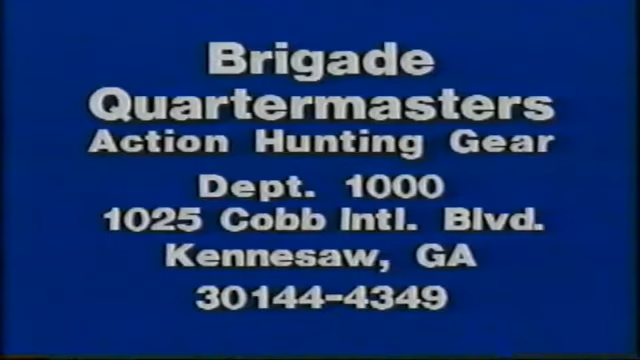 Brigade
Quartermasters
Action Hunting Gear
Dept. 1000
1025 Cobb Intl. Blvd.
Kennesaw, GA
30144-4349